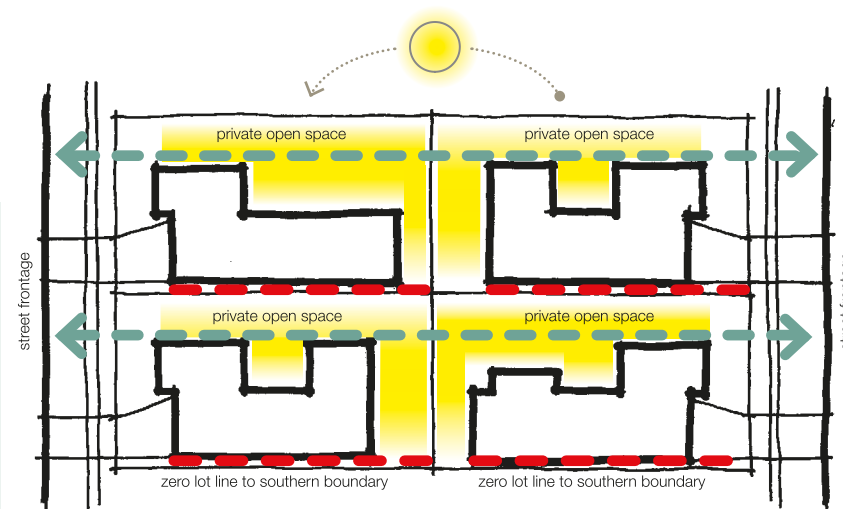 private open space
private open space
street frontage
private open space
private open space
zero lot line to southern boundary
zero lot line to southern boundary